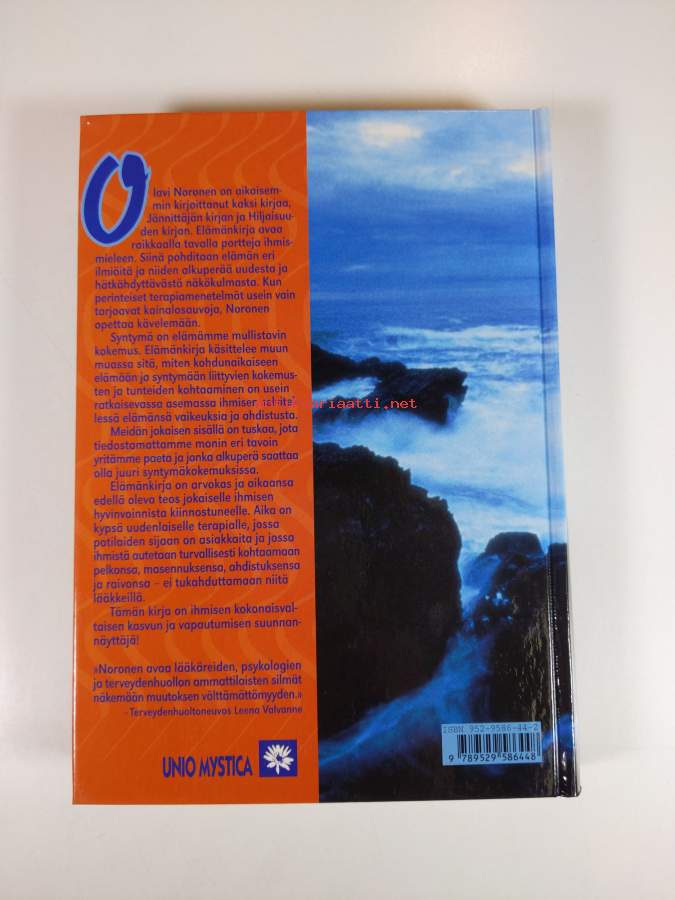 Olavi Noronen on aikaisem-
min kirjoittanut kaksi kirjaa,
Jännittäjän kirjan ja Hiljaisuu-
den kirjan. Elämänkirja avaa
raikkaalla tavalla portteja ihmis-
mieleen. Siinä pohditaan elämän eri
ilmiöitä ja niiden alkuperää uudesta ja
hätkähdyttävästä näkökulmasta. Kun
perinteiset terapiamenetelmät usein vain
tarjoavat kainalosauvoja, Noronen
opettaa kävelemään.
Syntymä on elämämme mullistavin
kokemus. Elämänkirja käsittelee muun
muassa sitä, miten kohdunaikaiseen
elämään ja syntymään liittyvien kokemus-
ten ja tunteiden kohtaaminen on usein
ratkaisevassa asemassa ihmisen
lessä elämänsä vaikeuksia ja ahdistusta.
Meidän jokaisen sisällä on tuskaa, jota
tiedostamattamme monin eri tavoin
yritämme paeta ja jonka alkuperä saattaa
olla juuri syntymäkokemuksissa.
Elämänkirja on arvokas ja aikaansa
edellä oleva teos jokaiselle ihmisen
hyvinvoinnista kiinnostuneelle. Aika on
kypsä uudenlaiselle terapialle, jossa
potilaiden sijaan on asiakkaita ja jossa
ihmistä autetaan turvallisesti kohtaamaan
pelkonsa, masennuksensa, ahdistuksensa
ja raivonsa – ei tukahduttamaan niitä
lääkkeillä.
Tämän kirja on ihmisen kokonaisval-
taisen kasvun ja vapautumisen suunnan-
näyttäjä!
»Noronen avaa lääkäreiden, psykologien
ja terveydenhuollon ammattilaisten silmät
näkemään muutoksen välttämättömyyden.»
– Terveydenhuoltoneuvos Leena Valvanne
UNIO MYSTICA
ISBN 952-9586-44-2
9 789529 586448